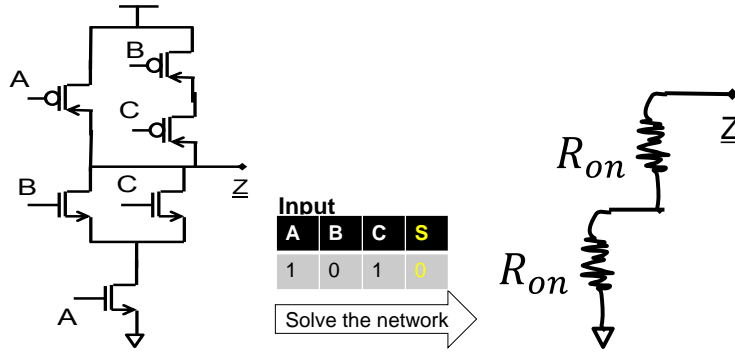 B
A
C
Z
B
C
A
Input
A B C S
1 0 1 0
Solve the network
Z
R_on
R_on